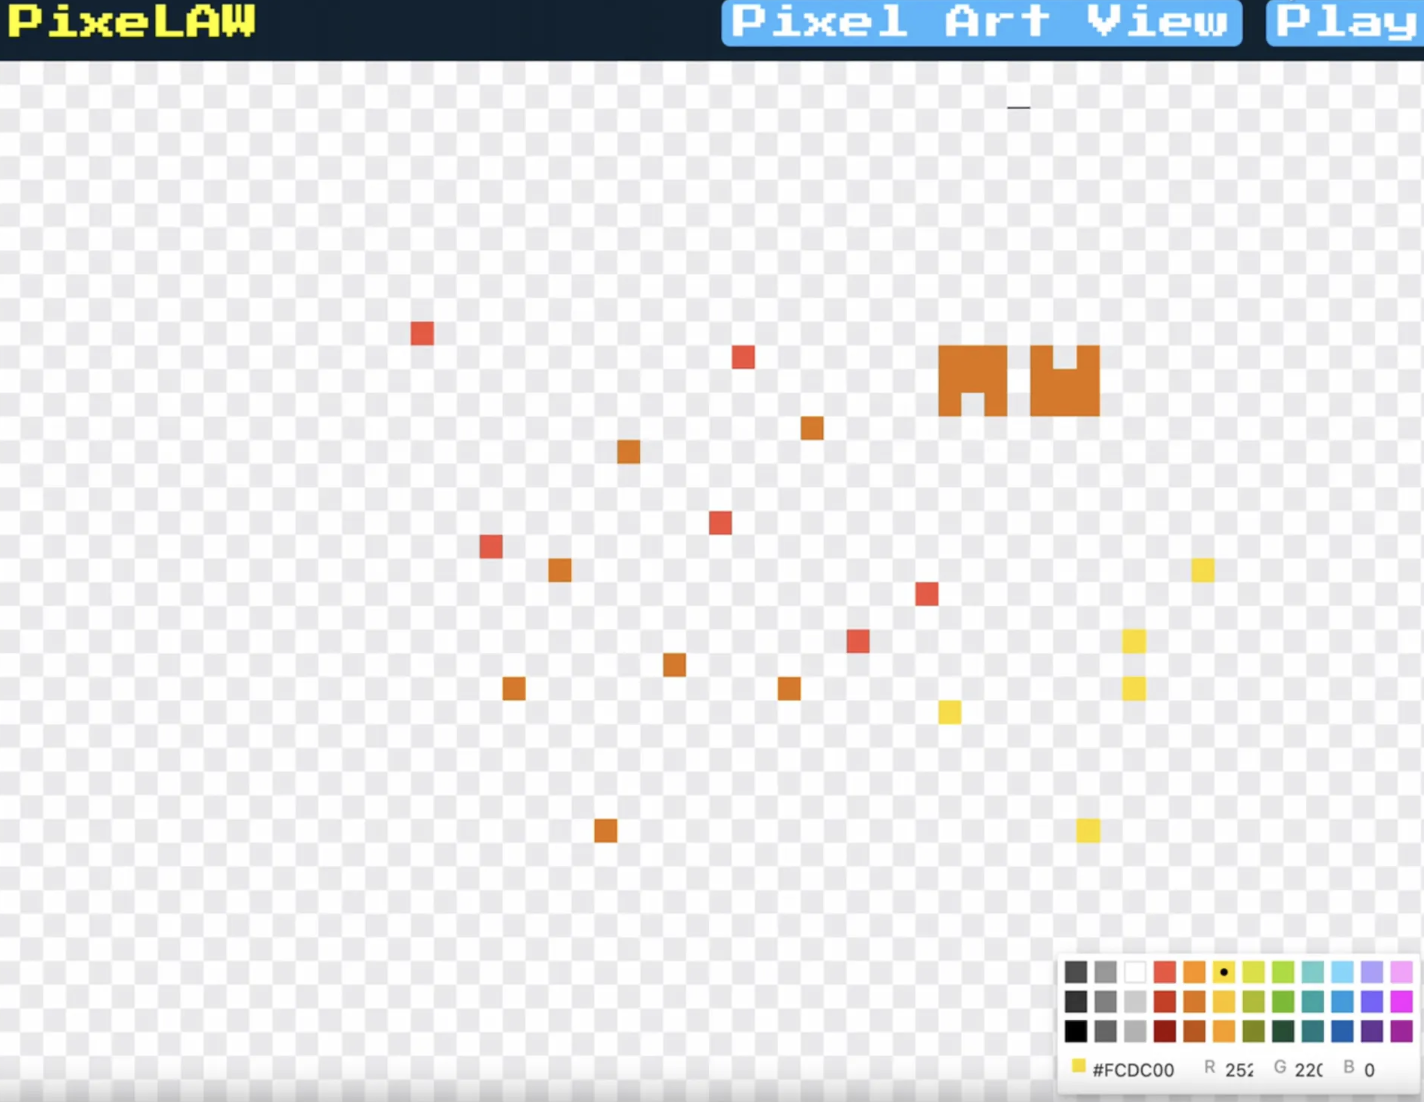 PixeLAW
Pixel Art View
Play
#FCDC00 R 252 G 220 B 0